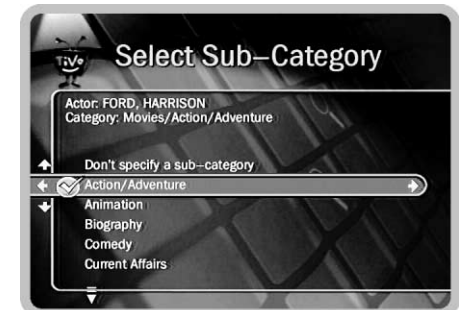 TiVo
Select Sub–Category
Actor: FORD, HARRISON
Category: Movies/Action/Adventure
Don't specify a sub–category
Action/Adventure
Animation
Biography
Comedy
Current Affairs